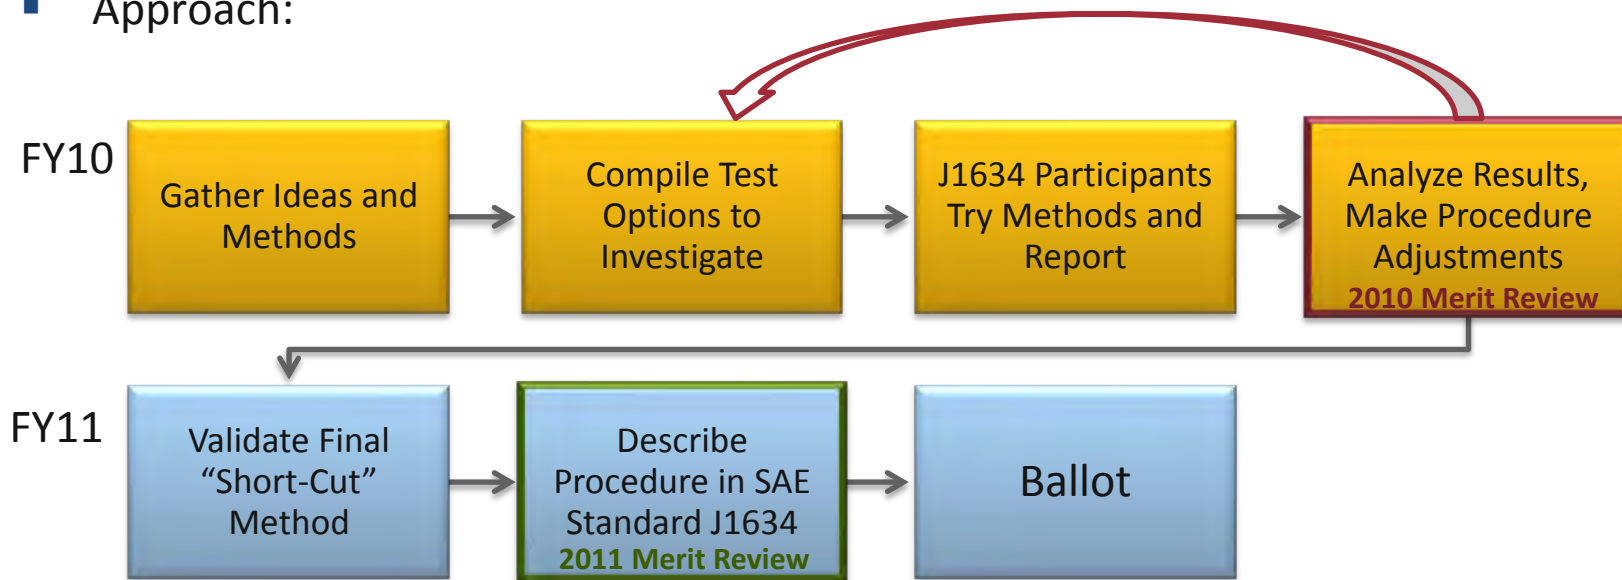 Approach:
FY10
Gather Ideas and
Methods
Compile Test
Options to
Investigate
J1634 Participants
Try Methods and
Report
Analyze Results,
Make Procedure
Adjustments
2010 Merit Review
FY11
Validate Final
“Short-Cut”
Method
Describe
Procedure in SAE
Standard J1634
2011 Merit Review
Ballot